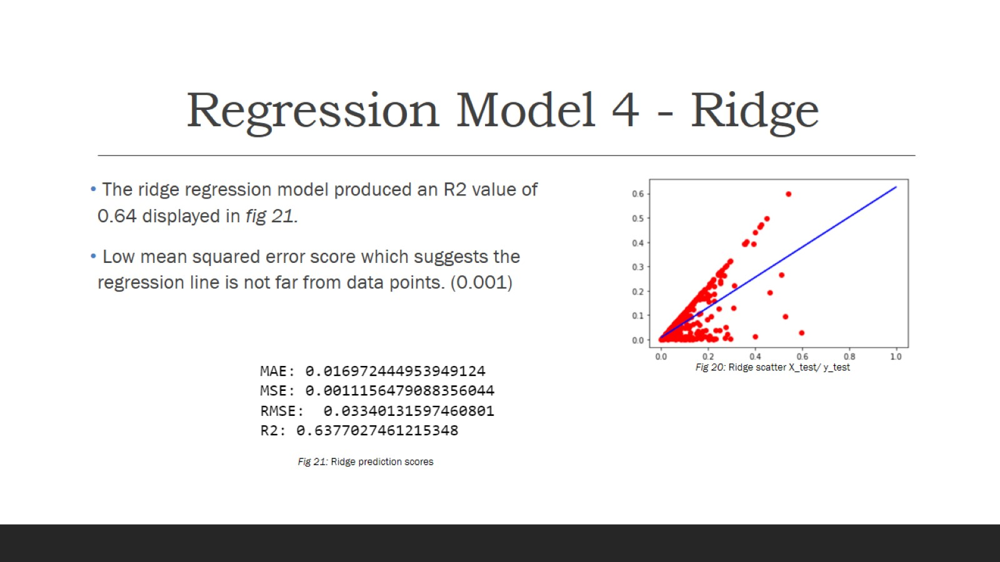 Regression Model 4 - Ridge
• The ridge regression model produced an R2 value of
0.64 displayed in fig 21.
• Low mean squared error score which suggests the
regression line is not far from data points. (0.001)
0.6
0.5
0.4
0.3
0.2
0.1
0.0
0.0 0.2 0.4 0.6 0.8 1.0
Fig 20: Ridge scatter X_test/ y_test
MAE: 0.016972444953949124
MSE: 0.0011156479088356044
RMSE:  0.03340131597460801
R2: 0.6377027461215348
Fig 21: Ridge prediction scores